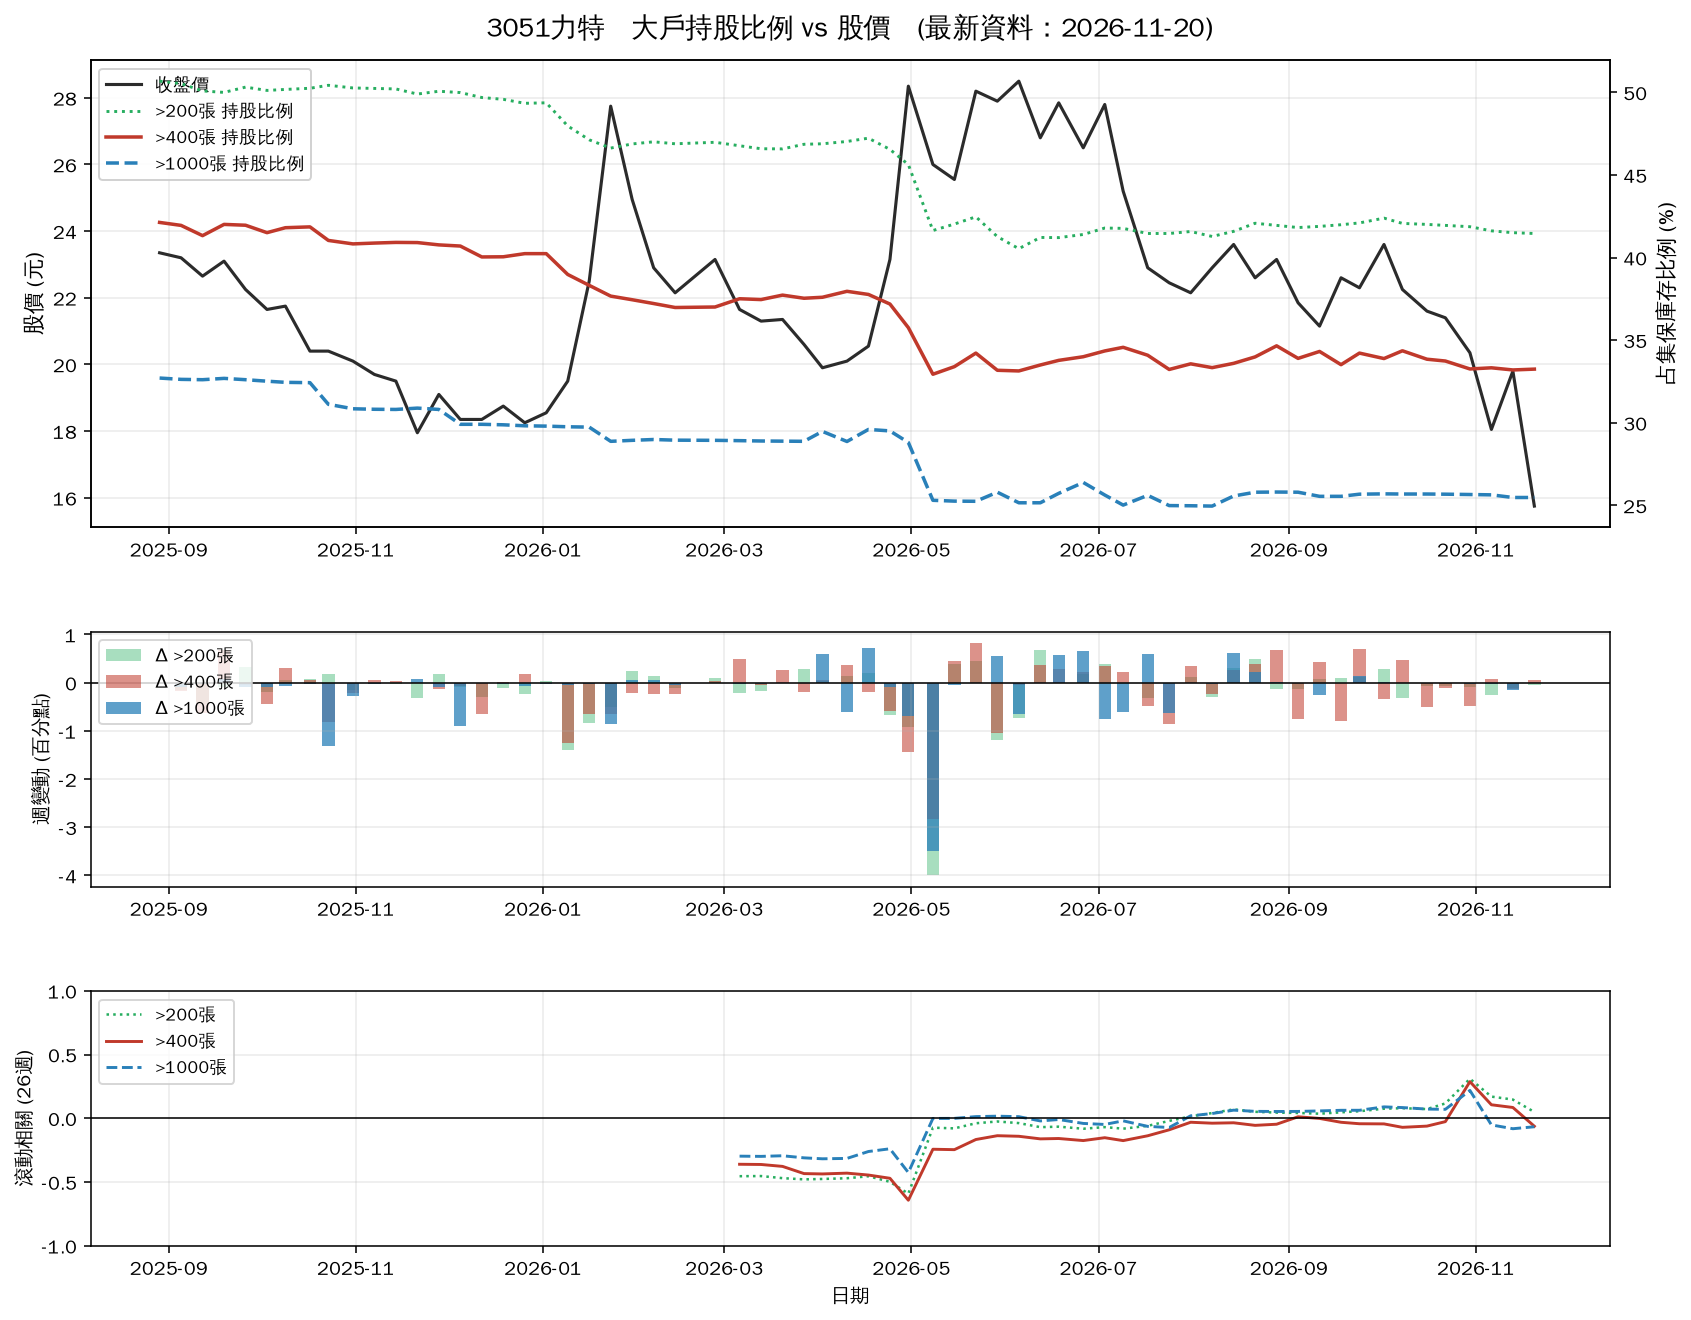 3051力特　大戶持股比例 vs 股價　(最新資料：2026-11-20)
收盤價
>200張 持股比例
>400張 持股比例
>1000張 持股比例
股價 (元)
28
26
24
22
20
18
16
占集保庫存比例 (%)
50
45
40
35
30
25
2025-09 2025-11 2026-01 2026-03 2026-05 2026-07 2026-09 2026-11
Δ >200張
Δ >400張
Δ >1000張
週變動 (百分點)
1
0
-1
-2
-3
-4
2025-09 2025-11 2026-01 2026-03 2026-05 2026-07 2026-09 2026-11
>200張
>400張
>1000張
滾動相關 (26週)
1.0
0.5
0.0
-0.5
-1.0
2025-09 2025-11 2026-01 2026-03 2026-05 2026-07 2026-09 2026-11
日期